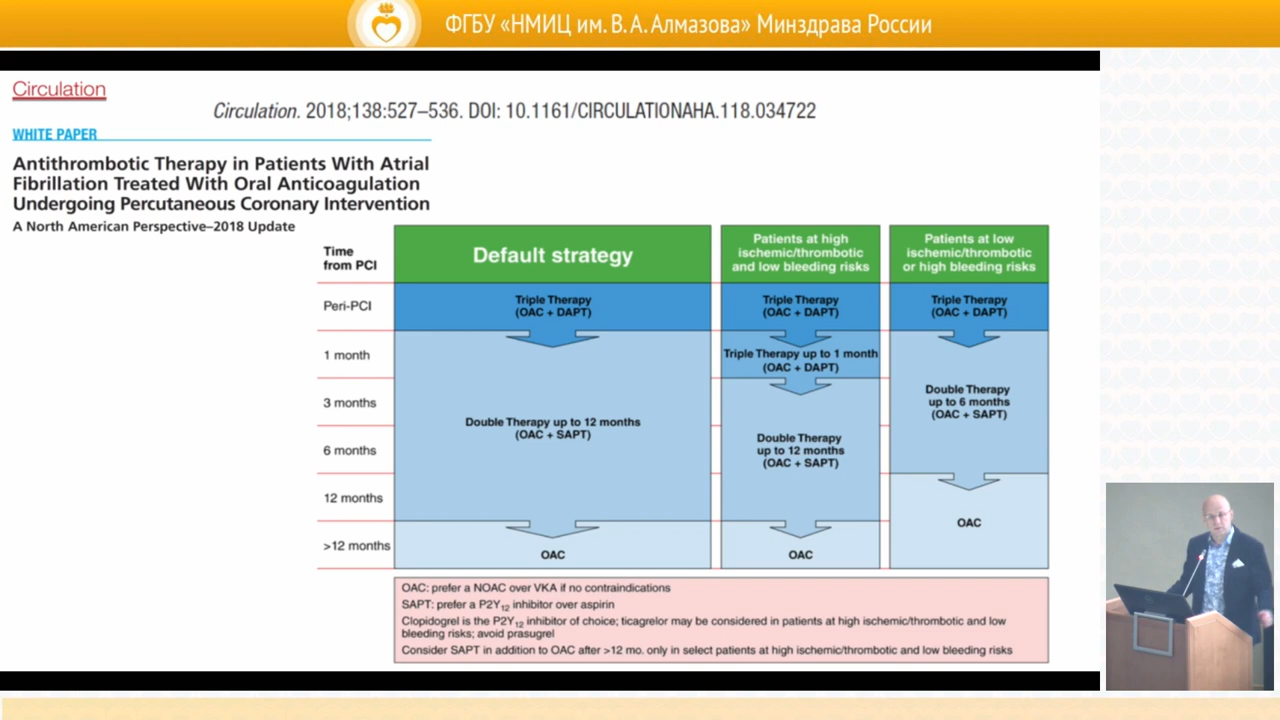 ФГБУ «НМИЦ им. В. А. Алмазова» Минздрава России
Circulation
Circulation. 2018;138:527–536. DOI: 10.1161/CIRCULATIONAHA.118.034722
WHITE PAPER
Antithrombotic Therapy in Patients With Atrial
Fibrillation Treated With Oral Anticoagulation
Undergoing Percutaneous Coronary Intervention
A North American Perspective–2018 Update
Time
from PCI
Default strategy
Patients at high
ischemic/thrombotic
and low bleeding risks
Patients at low
ischemic/thrombotic
or high bleeding risks
Peri-PCI
Triple Therapy
(OAC + DAPT)
Triple Therapy
(OAC + DAPT)
Triple Therapy
(OAC + DAPT)
1 month
Triple Therapy up to 1 month
(OAC + DAPT)
3 months
Double Therapy
up to 6 months
(OAC + SAPT)
Double Therapy up to 12 months
(OAC + SAPT)
6 months
Double Therapy
up to 12 months
(OAC + SAPT)
12 months
OAC
>12 months
OAC
OAC
OAC: prefer a NOAC over VKA if no contraindications
SAPT: prefer a P2Y12 inhibitor over aspirin
Clopidogrel is the P2Y12 inhibitor of choice; ticagrelor may be considered in patients at high ischemic/thrombotic and low
bleeding risks; avoid prasugrel
Consider SAPT in addition to OAC after >12 mo. only in select patients at high ischemic/thrombotic and low bleeding risks